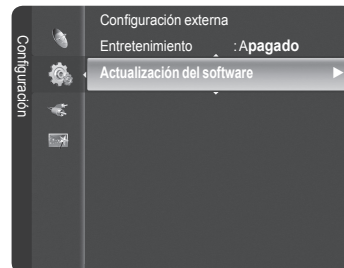 Configuración
Configuración externa
Entretenimiento : Apagado
Actualización del software